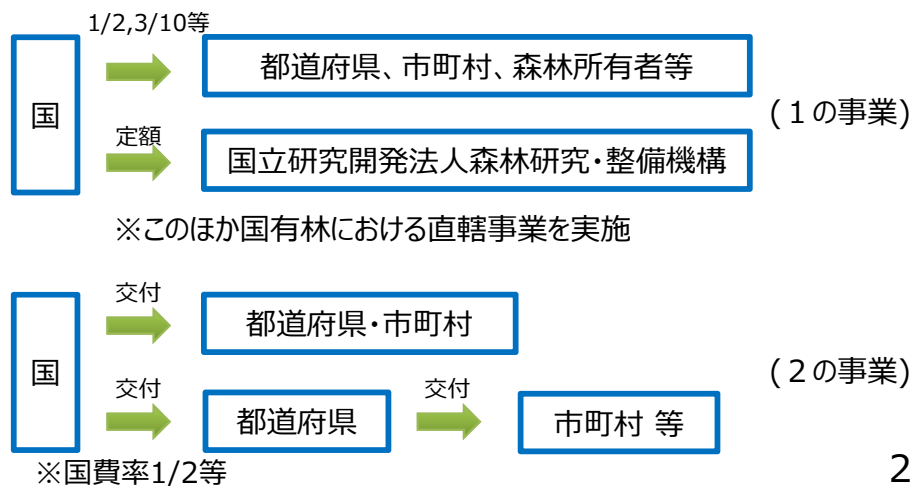 1/2,3/10等
都道府県、市町村、森林所有者等
国
(１の事業)
定額
国立研究開発法人森林研究・整備機構
※このほか国有林における直轄事業を実施
交付
都道府県・市町村
国
(２の事業)
交付
都道府県
交付
市町村 等
※国費率1/2等
2